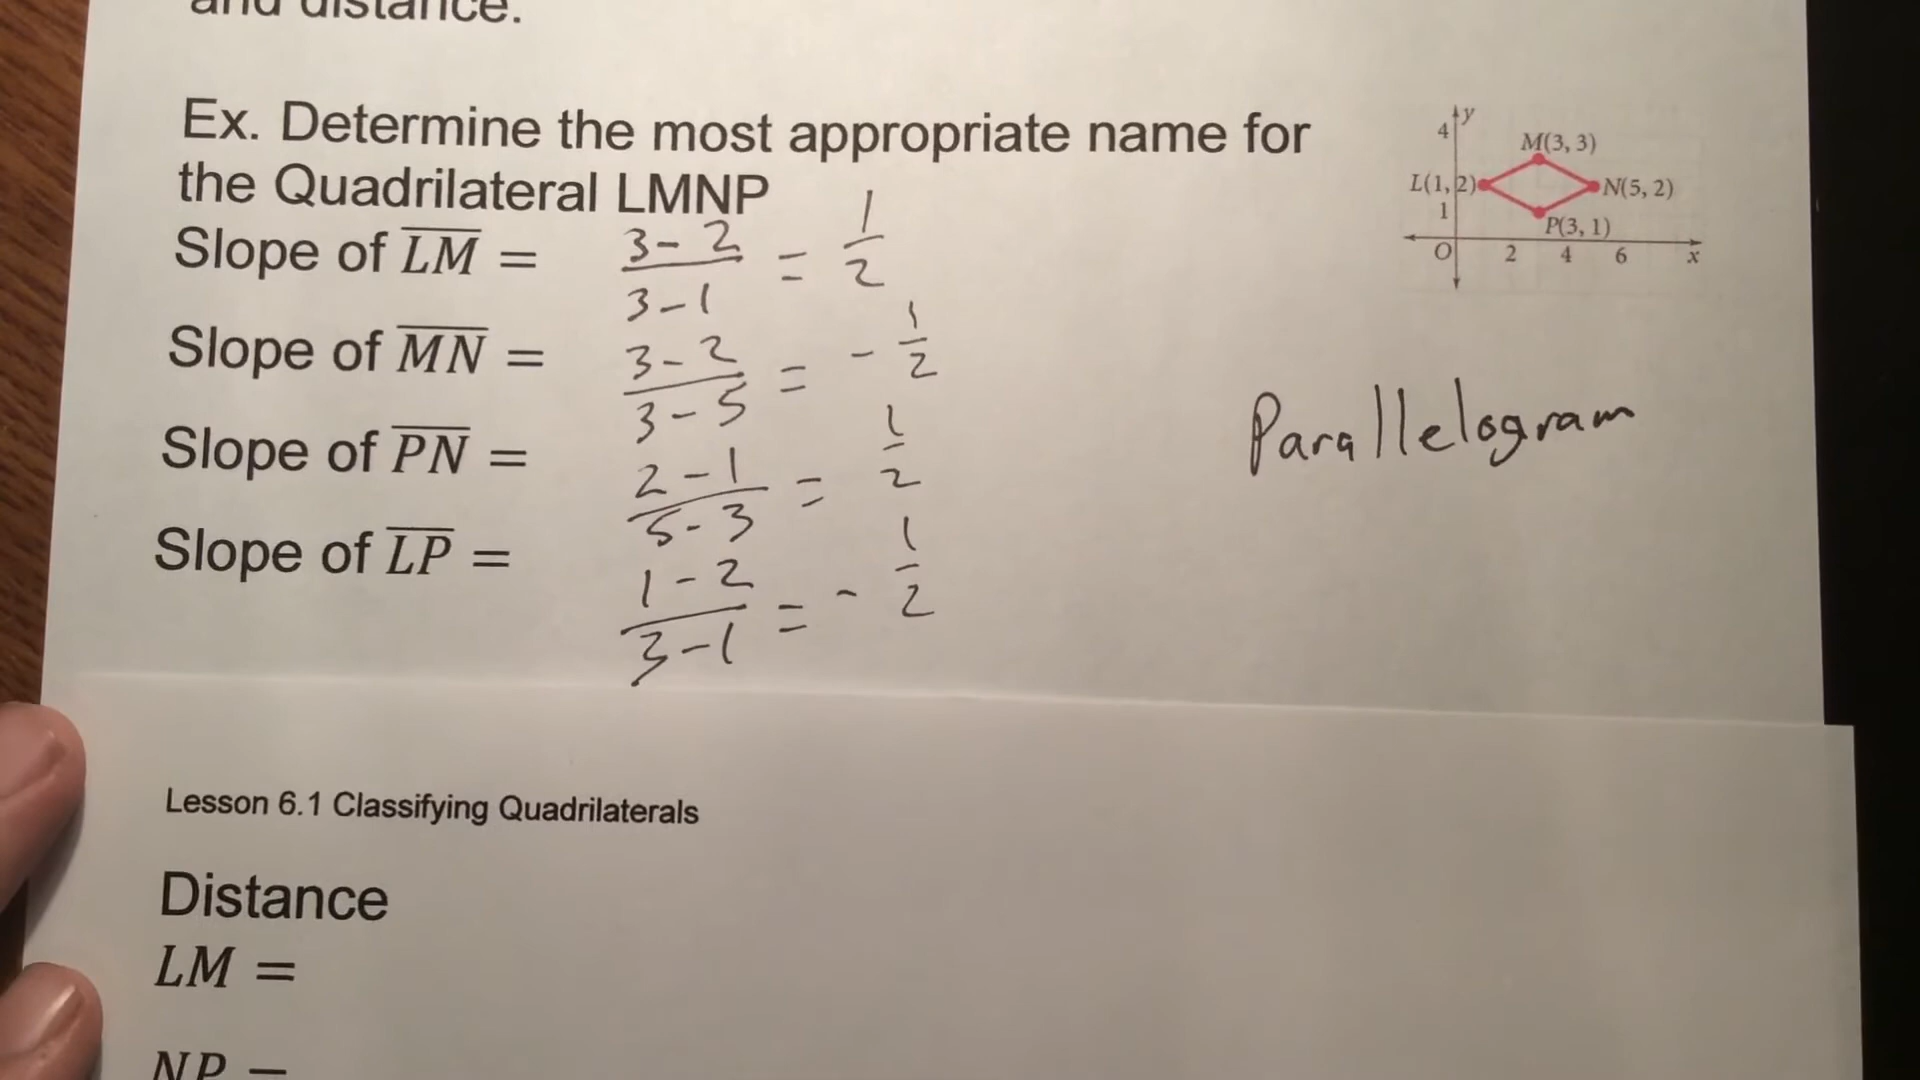 and distance.
Ex. Determine the most appropriate name for
the Quadrilateral LMNP
Slope of LM = 3-2 / 3-1 = 1/2
Slope of MN = 3-2 / 3-5 = -1/2
Slope of PN = 2-1 / 5-3 = 1/2
Slope of LP = 1-2 / 3-1 = -1/2
y
4
M(3, 3)
L(1, 2)
N(5, 2)
1
P(3, 1)
O 2 4 6 x
Parallelogram
Lesson 6.1 Classifying Quadrilaterals
Distance
LM =
NP =